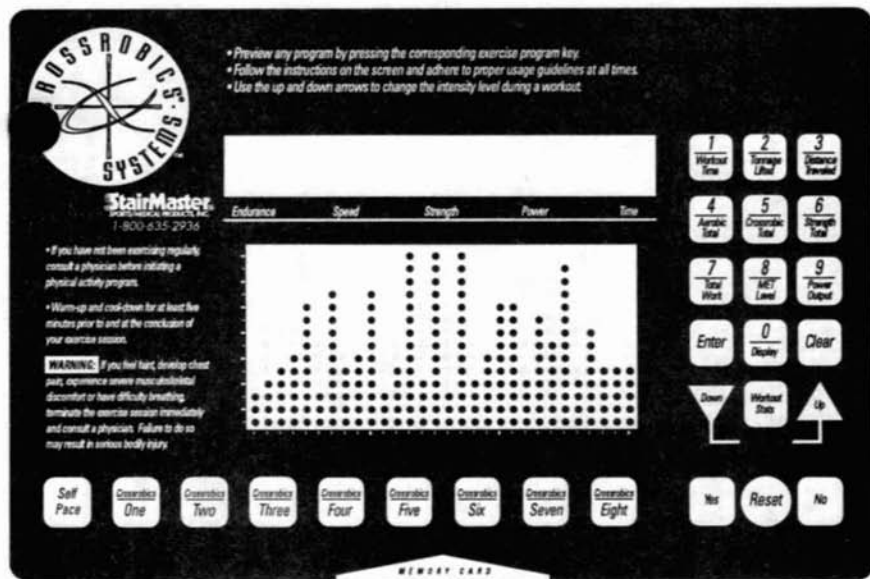 CROSSROBICS® SYSTEMS™
StairMaster®
SPORTS/MEDICAL PRODUCTS, INC.
1-800-635-2936
• If you have not been exercising regularly,
consult a physician before initiating a
physical activity program.
• Warm-up and cool-down for at least five
minutes prior to and at the conclusion of
your exercise session.
WARNING: If you feel faint, develop chest
pain, experience severe musculoskeletal
discomfort or have difficulty breathing,
terminate the exercise session immediately
and consult a physician. Failure to do so
may result in serious bodily injury.
• Preview any program by pressing the corresponding exercise program key.
• Follow the instructions on the screen and adhere to proper usage guidelines at all times.
• Use the up and down arrows to change the intensity level during a workout.
Endurance Speed Strength Power Time
1 Workout Time
2 Tonnage Lifted
3 Distance Traveled
4 Aerobic Total
5 Crossrobic Total
6 Strength Total
7 Total Work
8 MET Level
9 Power Output
Enter
0 Display
Clear
Down
Workout Stats
Up
Self Pace
Crossrobics One
Crossrobics Two
Crossrobics Three
Crossrobics Four
Crossrobics Five
Crossrobics Six
Crossrobics Seven
Crossrobics Eight
Yes
Reset
No
MEMORY CARD